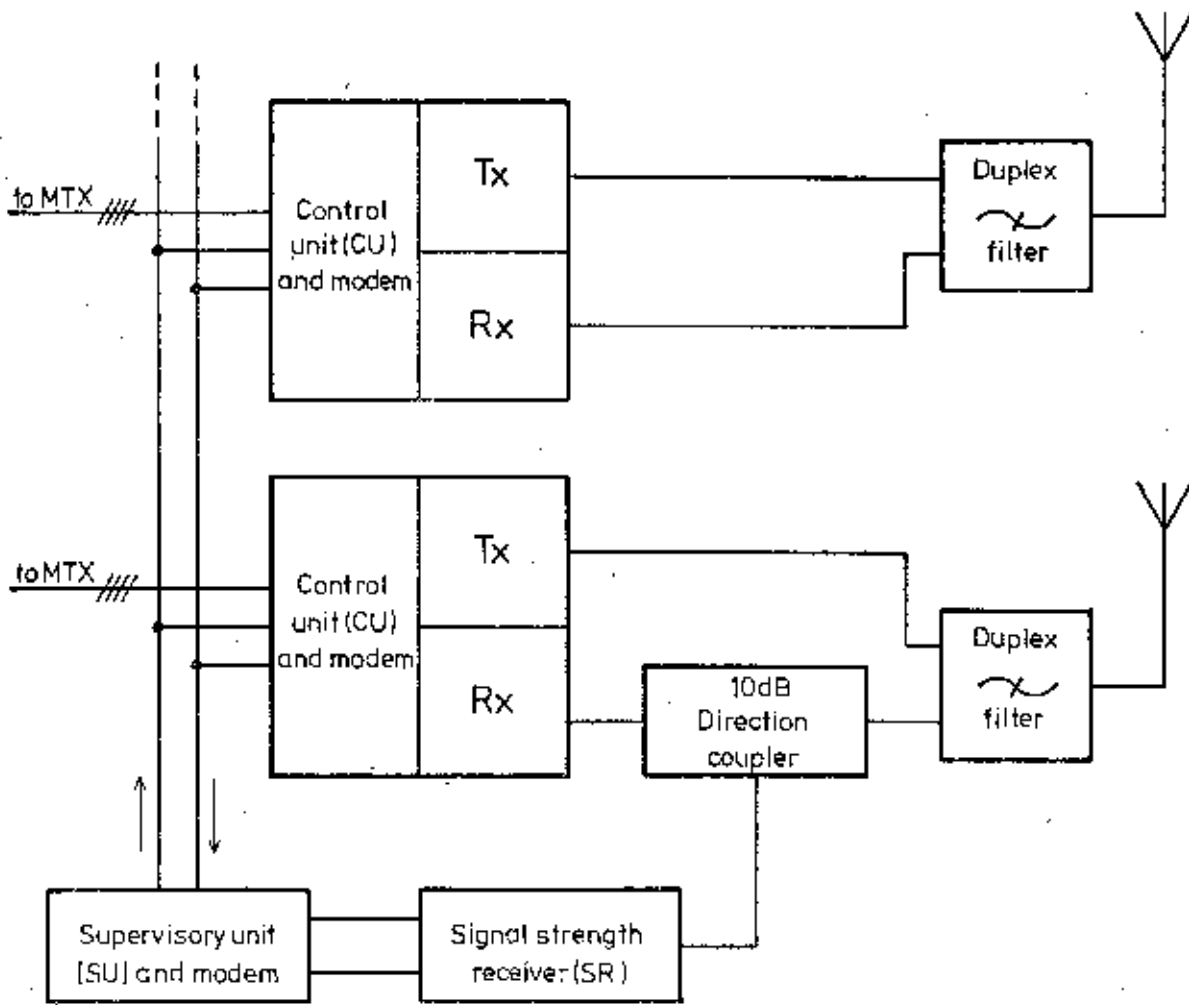 to MTX
Control
unit (CU)
and modem
Tx
Rx
Duplex
filter
to MTX
Control
unit (CU)
and modem
Tx
Rx
10dB
Direction
coupler
Duplex
filter
Supervisory unit
[SU] and modem
Signal strength
receiver (SR)